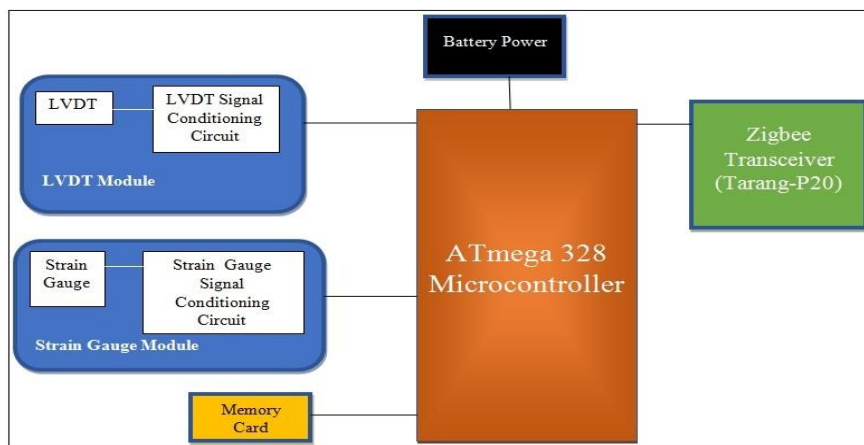 Battery Power
LVDT
LVDT Signal
Conditioning
Circuit
LVDT Module
Zigbee
Transceiver
(Tarang-P20)
ATmega 328
Microcontroller
Strain
Gauge
Strain Gauge
Signal
Conditioning
Circuit
Strain Gauge Module
Memory
Card